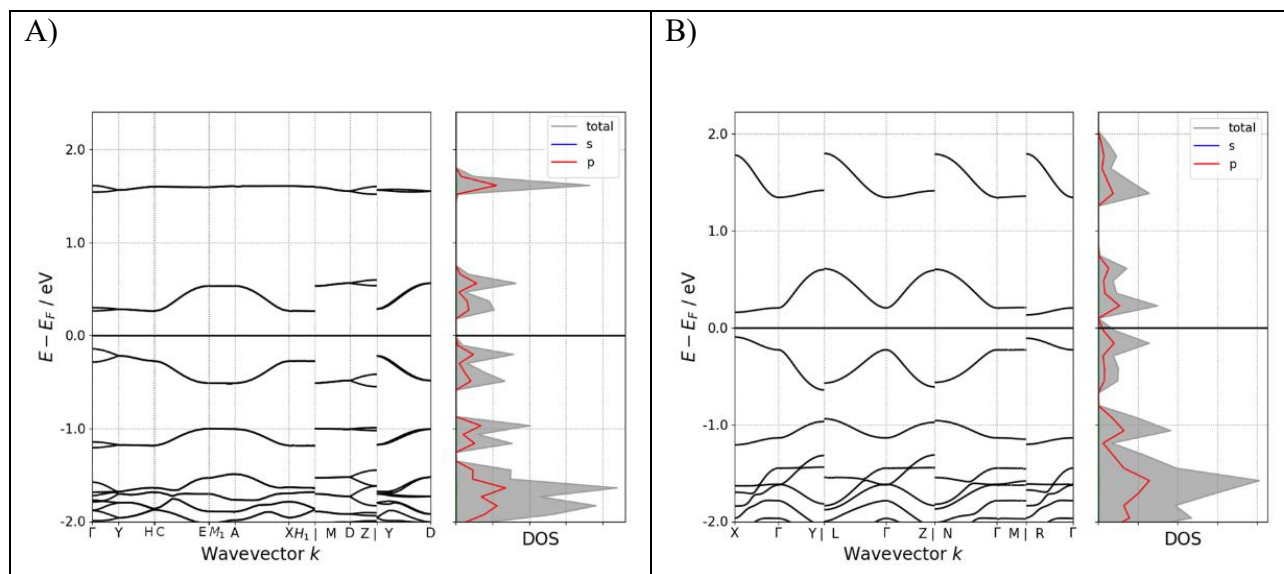 A)
2.0
1.0
0.0
-1.0
-2.0
E − E_F / eV
Γ Y H C E M₁ A X H₁ | M D Z | Y D
Wavevector k
total
s
p
DOS
B)
2.0
1.0
0.0
-1.0
-2.0
E − E_F / eV
X Γ Y | L Γ Z | N Γ M | R Γ
Wavevector k
total
s
p
DOS